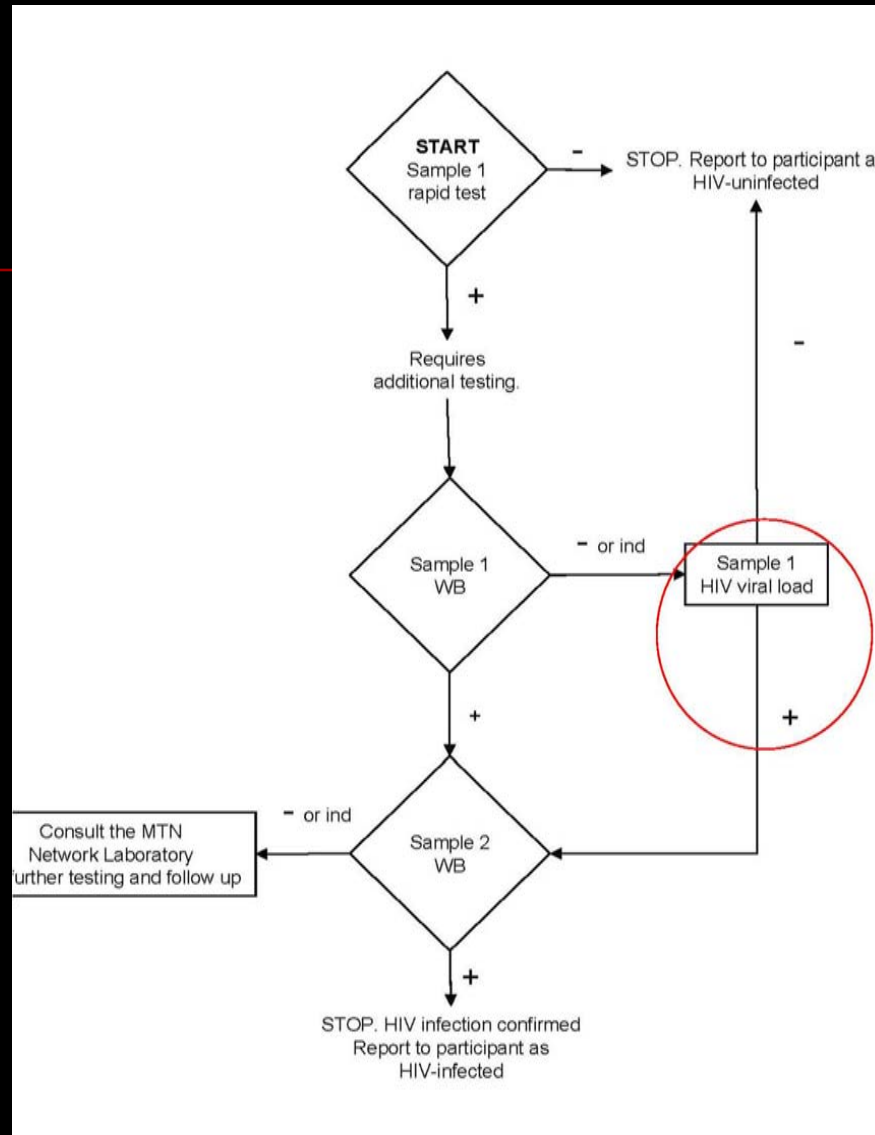 START
Sample 1
rapid test
-
STOP. Report to participant a
HIV-uninfected
+
-
Requires
additional testing.
Sample 1
WB
- or ind
Sample 1
HIV viral load
+
+
- or ind
Consult the MTN
Network Laboratory
urther testing and follow up
Sample 2
WB
+
STOP. HIV infection confirmed
Report to participant as
HIV-infected